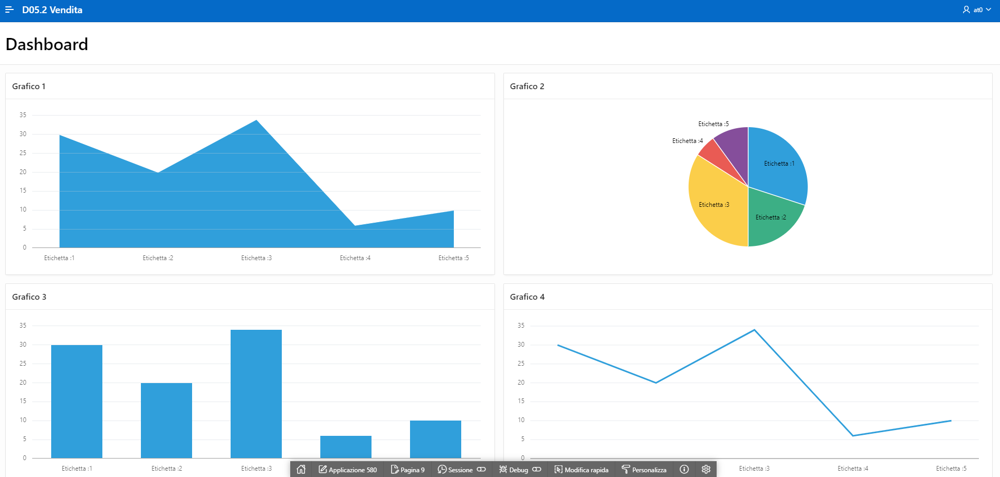 D05.2 Vendita
at0
Dashboard
Grafico 1
35
30
25
20
15
10
5
0
Etichetta :1
Etichetta :2
Etichetta :3
Etichetta :4
Etichetta :5
Grafico 2
Etichetta :5
Etichetta :4
Etichetta :1
Etichetta :3
Etichetta :2
Grafico 3
35
30
25
20
15
10
5
0
Etichetta :1
Etichetta :2
Etichetta :3
Grafico 4
35
30
25
20
15
10
5
0
Etichetta :3
Etichetta :4
Etichetta :5
Applicazione 580
Pagina 9
Sessione
Debug
Modifica rapida
Personalizza